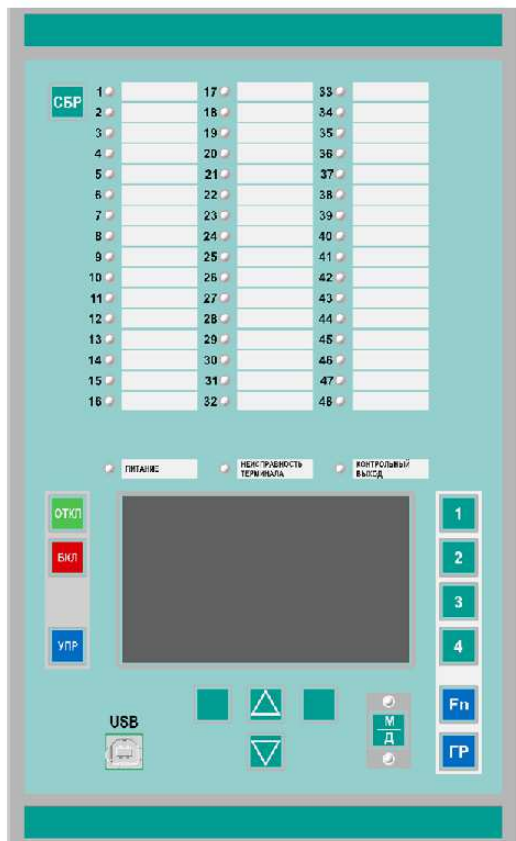 СБР
1 17 33
2 18 34
3 19 35
4 20 36
5 21 37
6 22 38
7 23 39
8 24 40
9 25 41
10 26 42
11 27 43
12 28 44
13 29 45
14 30 46
15 31 47
16 32 48
ПИТАНИЕ
НЕИСПРАВНОСТЬ
ТЕРМИНАЛА
КОНТРОЛЬНЫЙ
ВЫХОД
ОТКЛ
ВКЛ
УПР
1
2
3
4
Fn
ГР
USB
М
Д